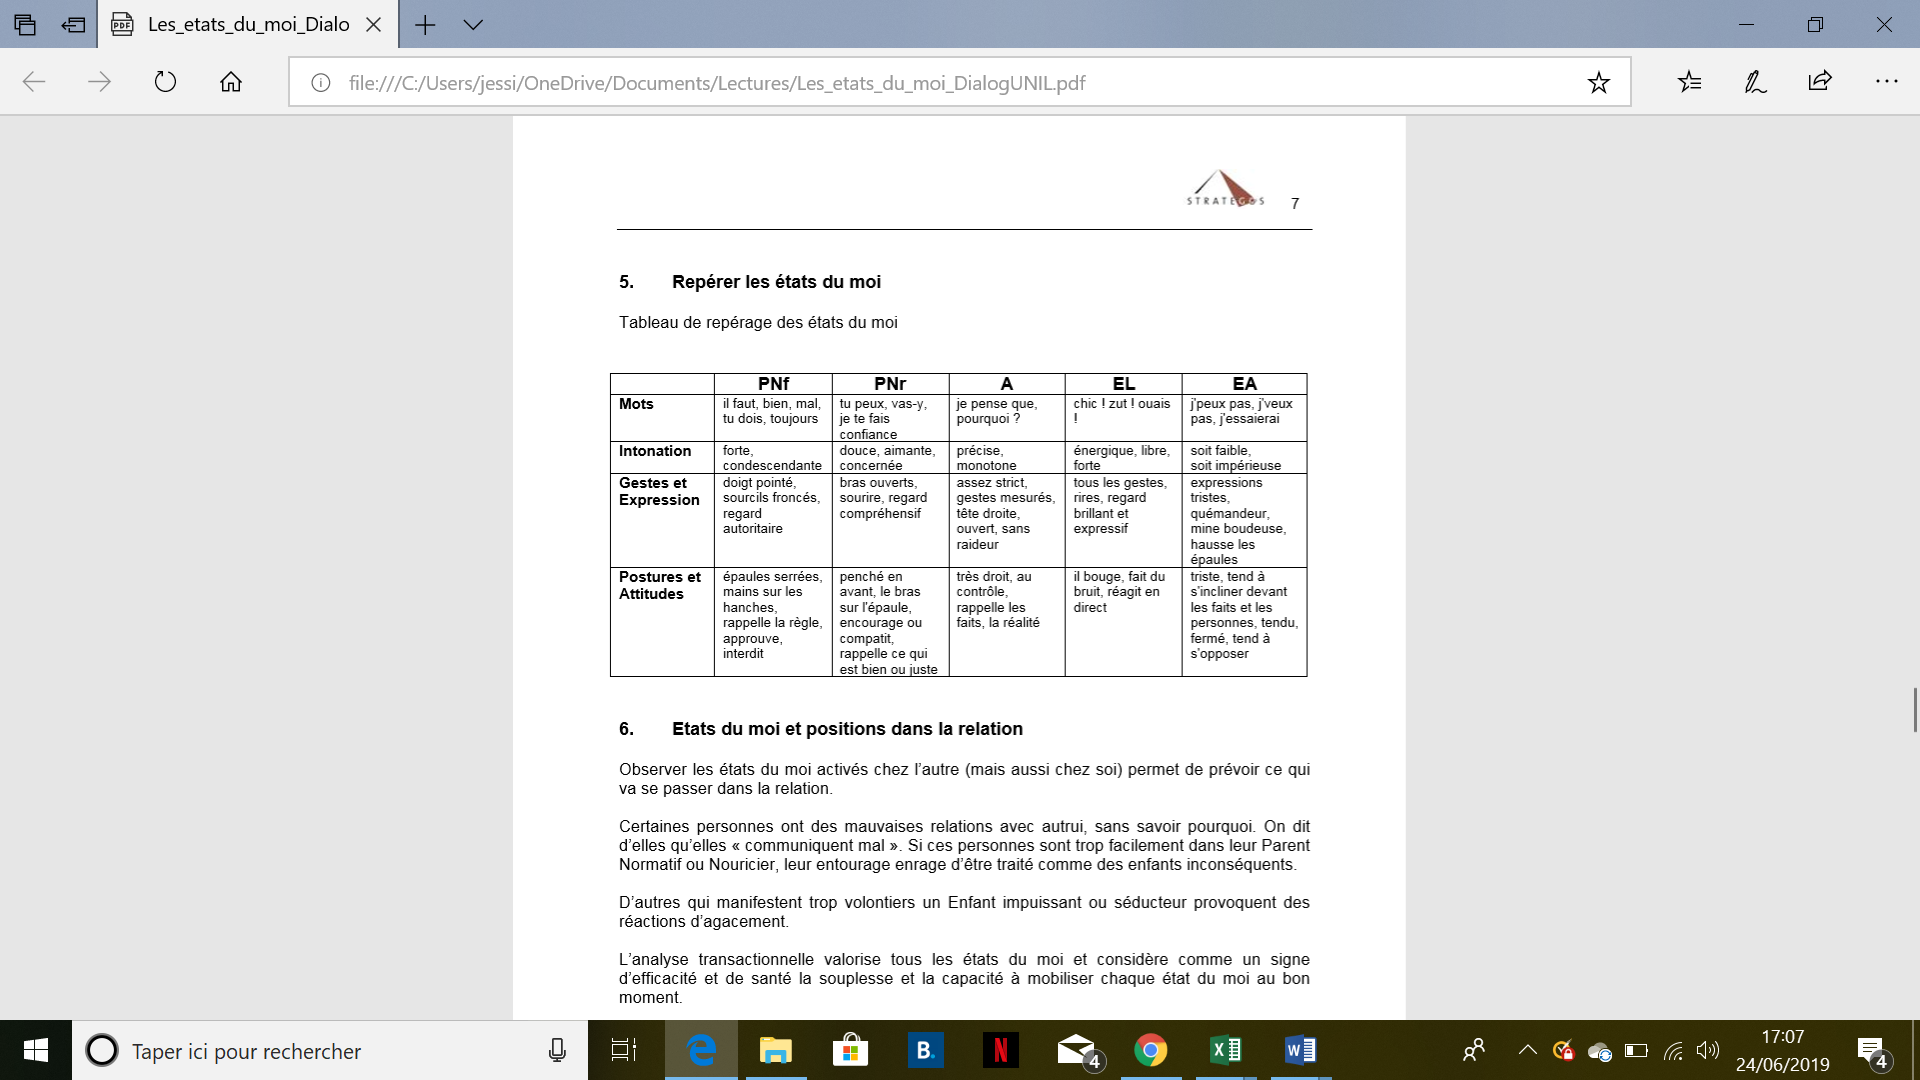 Les_etats_du_moi_Dialo
file:///C:/Users/jessi/OneDrive/Documents/Lectures/Les_etats_du_moi_DialogUNIL.pdf
STRATEGOS 7
5. Repérer les états du moi
Tableau de repérage des états du moi
PNf PNr A EL EA
Mots
il faut, bien, mal,
tu dois, toujours
tu peux, vas-y,
je te fais
confiance
je pense que,
pourquoi ?
chic ! zut ! ouais
!
j'peux pas, j'veux
pas, j'essaierai
Intonation
forte,
condescendante
douce, aimante,
concernée
précise,
monotone
énergique, libre,
forte
soit faible,
soit impérieuse
Gestes et
Expression
doigt pointé,
sourcils froncés,
regard
autoritaire
bras ouverts,
sourire, regard
compréhensif
assez strict,
gestes mesurés,
tête droite,
ouvert, sans
raideur
tous les gestes,
rires, regard
brillant et
expressif
expressions
tristes,
quémandeur,
mine boudeuse,
hausse les
épaules
Postures et
Attitudes
épaules serrées,
mains sur les
hanches,
rappelle la règle,
approuve,
interdit
penché en
avant, le bras
sur l'épaule,
encourage ou
compatit,
rappelle ce qui
est bien ou juste
très droit, au
contrôle,
rappelle les
faits, la réalité
il bouge, fait du
bruit, réagit en
direct
triste, tend à
s'incliner devant
les faits et les
personnes, tendu,
fermé, tend à
s'opposer
6. Etats du moi et positions dans la relation
Observer les états du moi activés chez l'autre (mais aussi chez soi) permet de prévoir ce qui
va se passer dans la relation.
Certaines personnes ont des mauvaises relations avec autrui, sans savoir pourquoi. On dit
d'elles qu'elles « communiquent mal ». Si ces personnes sont trop facilement dans leur Parent
Normatif ou Nouricier, leur entourage enrage d'être traité comme des enfants inconséquents.
D'autres qui manifestent trop volontiers un Enfant impuissant ou séducteur provoquent des
réactions d'agacement.
L'analyse transactionnelle valorise tous les états du moi et considère comme un signe
d'efficacité et de santé la souplesse et la capacité à mobiliser chaque état du moi au bon
moment.
Taper ici pour rechercher
B.
N
4
17:07
24/06/2019
4